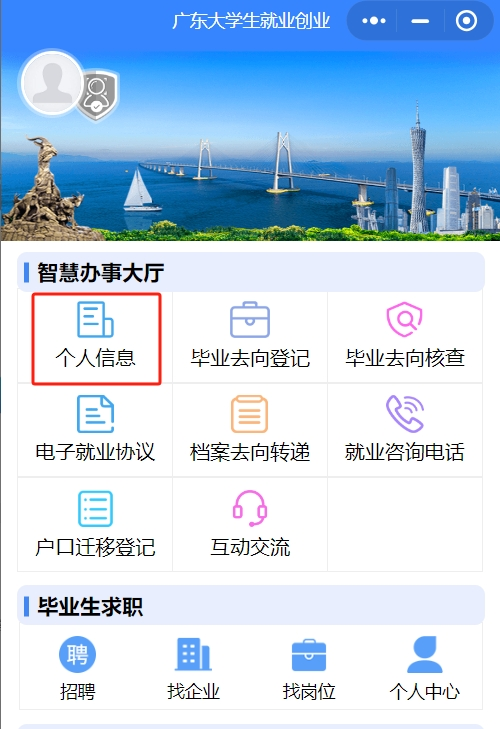 广东大学生就业创业
智慧办事大厅
个人信息 毕业去向登记 毕业去向核查
电子就业协议 档案去向转递 就业咨询电话
户口迁移登记 互动交流
毕业生求职
聘
招聘 找企业 找岗位 个人中心